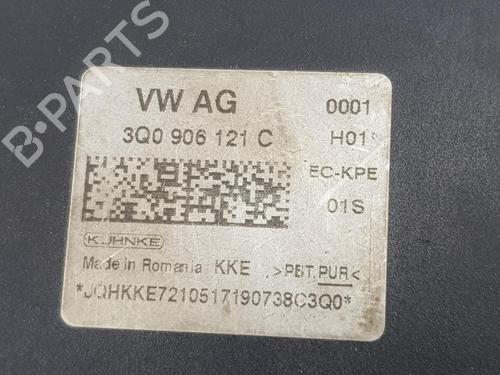 B-PARTS
VW AG 0001
3Q0 906 121 C H01
EC-KPE
01S
KUHNKE
Made in Romania KKE >PBT,PUR<
*JQHKKE7210517190738C3Q0*